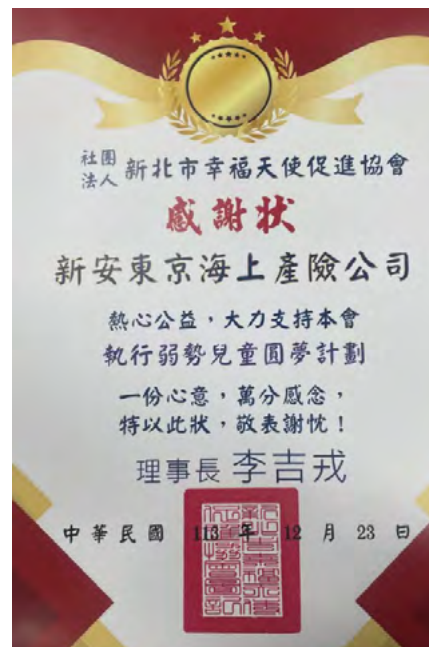 社團法人 新北市幸福天使促進協會
感謝狀
新安東京海上產險公司
熱心公益，大力支持本會
執行弱勢兒童圓夢計劃
一份心意，萬分感念，
特以此狀，敬表謝忱！
理事長 李吉戎
中華民國 113 年 12 月 23 日